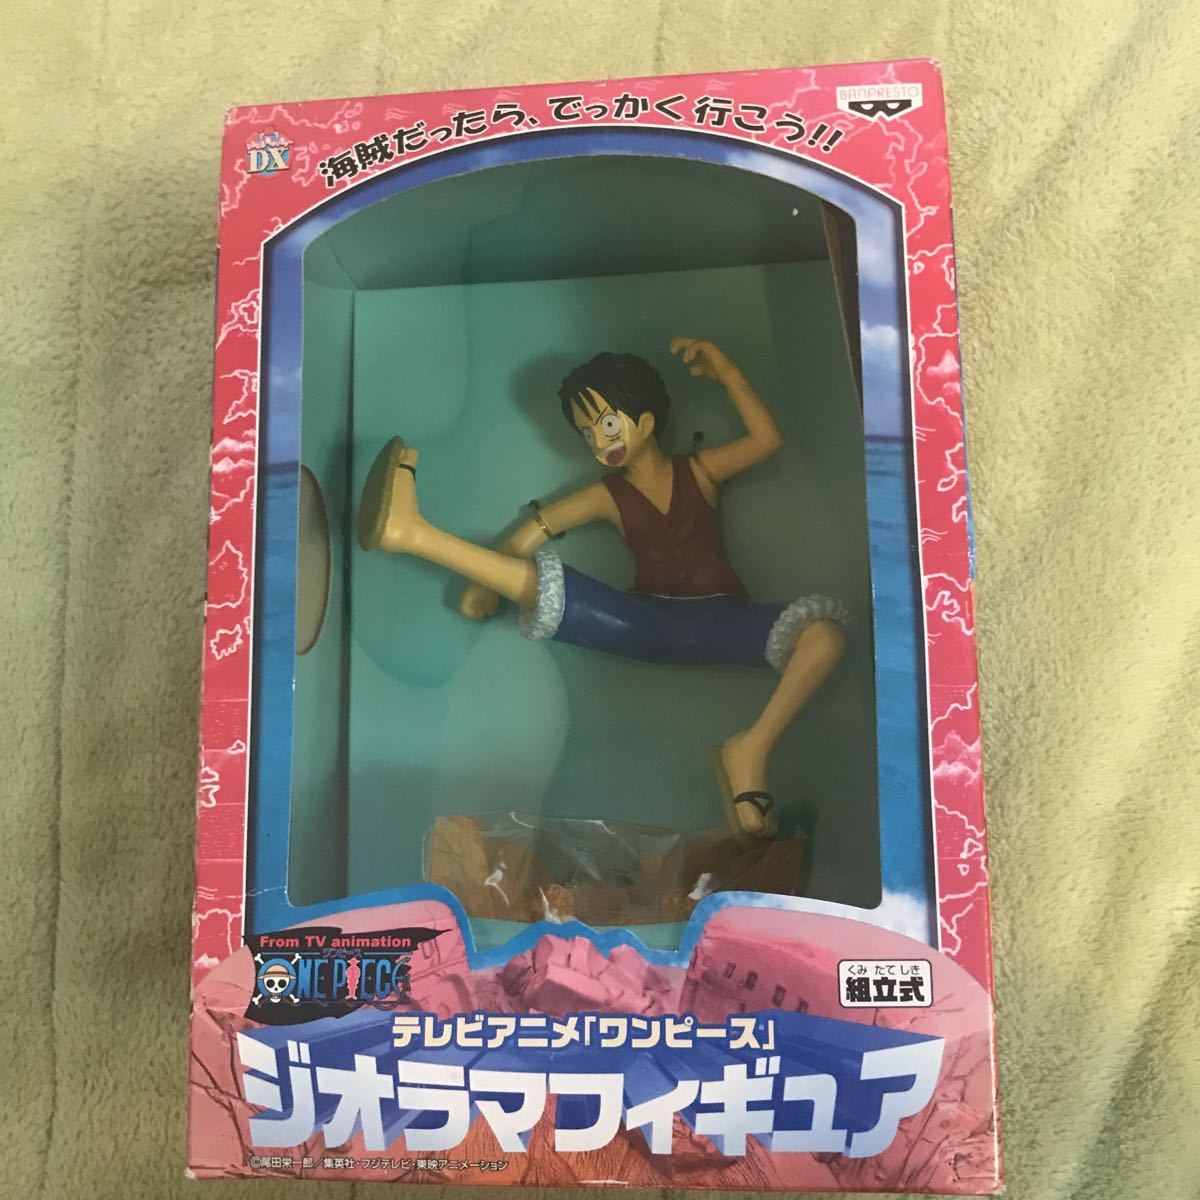 BANPRESTO
DX
海賊だったら、でっかく行こう!!
From TV animation
ワンピース
ONE PIECE
くみ たて しき
組立式
テレビアニメ「ワンピース」
ジオラマフィギュア
©尾田栄一郎／集英社・フジテレビ・東映アニメーション